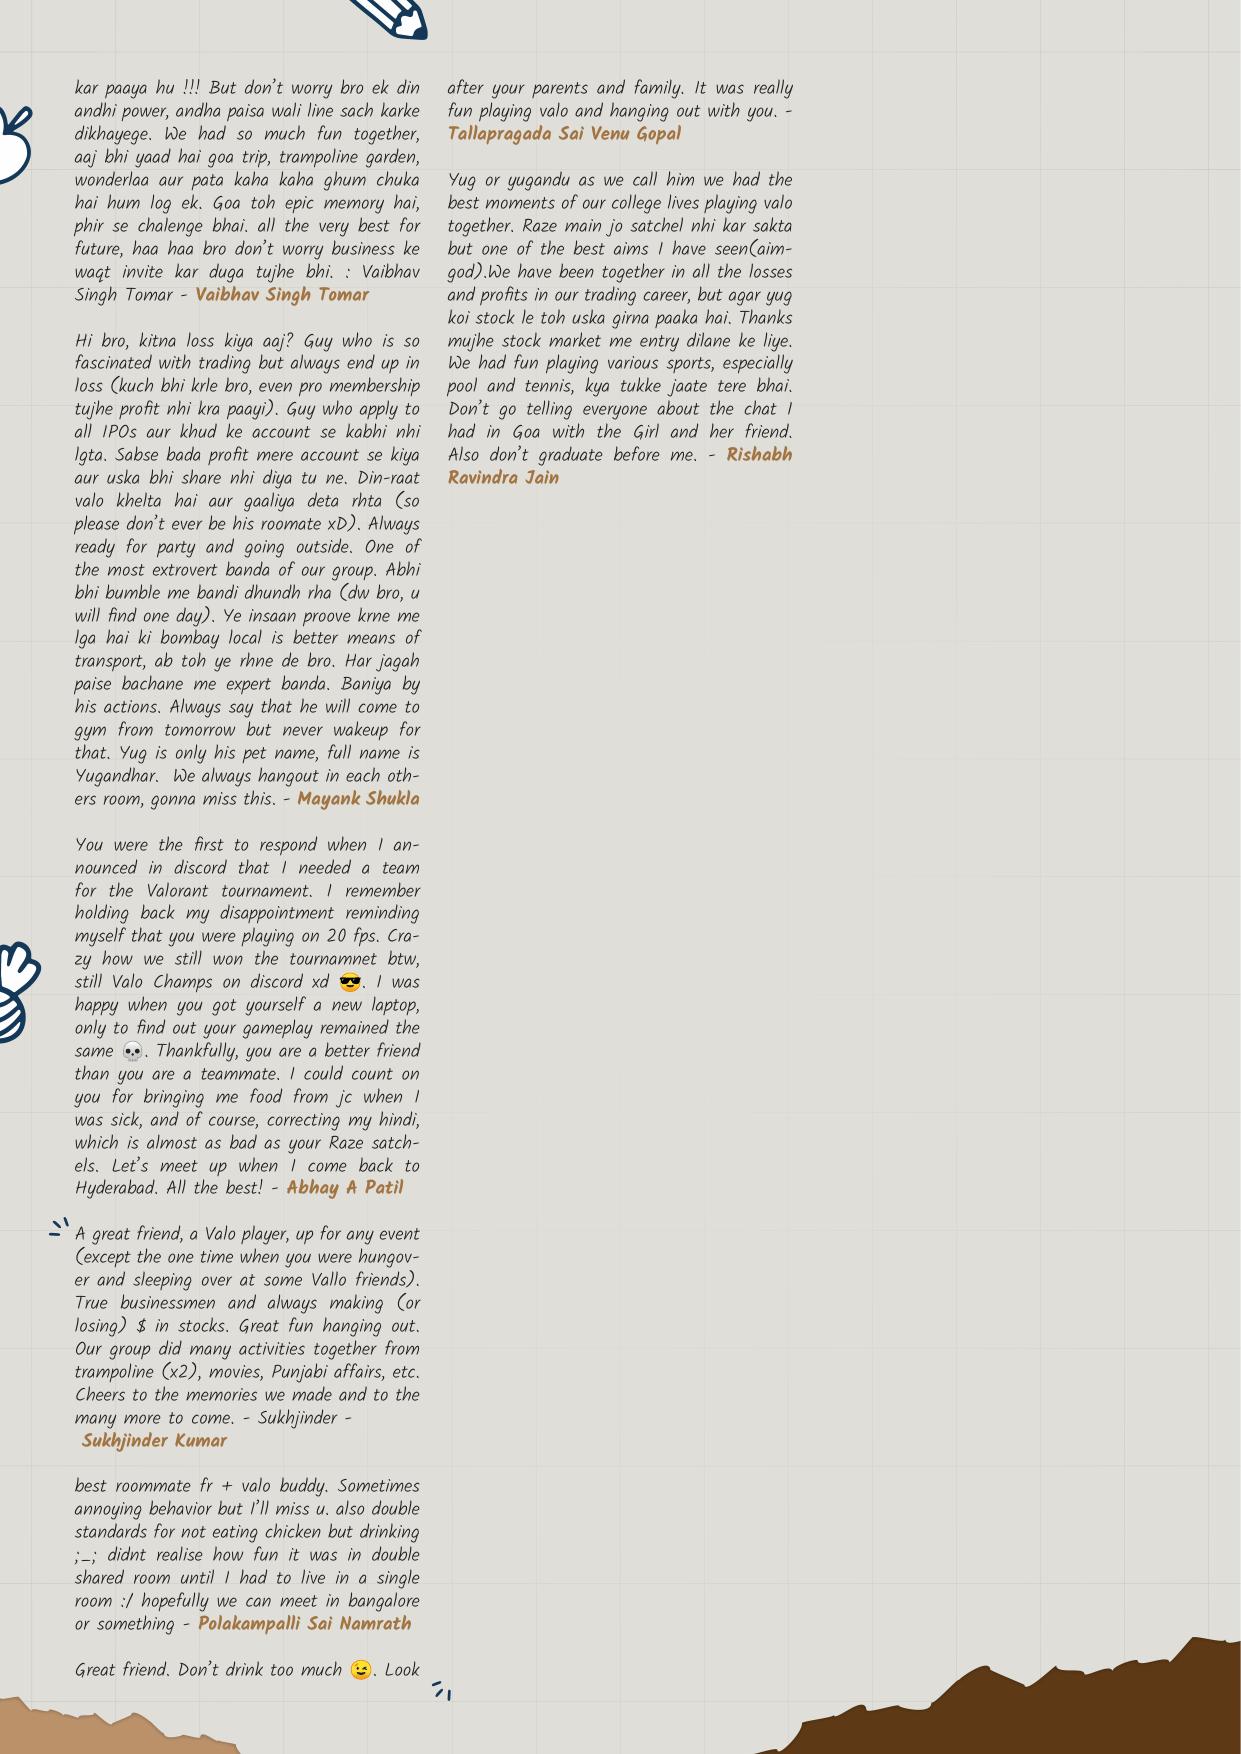 kar paaya hu !!! But don't worry bro ek din
andhi power, andha paisa wali line sach karke
dikhayege. We had so much fun together,
aaj bhi yaad hai goa trip, trampoline garden,
wonderlaa aur pata kaha kaha ghum chuka
hai hum log ek. Goa toh epic memory hai,
phir se chalenge bhai. all the very best for
future, haa haa bro don't worry business ke
waqt invite kar duga tujhe bhi. : Vaibhav
Singh Tomar - Vaibhav Singh Tomar
Hi bro, kitna loss kiya aaj? Guy who is so
fascinated with trading but always end up in
loss (kuch bhi krle bro, even pro membership
tujhe profit nhi kra paayi). Guy who apply to
all IPOs aur khud ke account se kabhi nhi
lgta. Sabse bada profit mere account se kiya
aur uska bhi share nhi diya tu ne. Din-raat
valo khelta hai aur gaaliya deta rhta (so
please don't ever be his roomate xD). Always
ready for party and going outside. One of
the most extrovert banda of our group. Abhi
bhi bumble me bandi dhundh rha (dw bro, u
will find one day). Ye insaan proove krne me
lga hai ki bombay local is better means of
transport, ab toh ye rhne de bro. Har jagah
paise bachane me expert banda. Baniya by
his actions. Always say that he will come to
gym from tomorrow but never wakeup for
that. Yug is only his pet name, full name is
Yugandhar.  We always hangout in each oth-
ers room, gonna miss this. - Mayank Shukla
You were the first to respond when I an-
nounced in discord that I needed a team
for the Valorant tournament. I remember
holding back my disappointment reminding
myself that you were playing on 20 fps. Cra-
zy how we still won the tournamnet btw,
still Valo Champs on discord xd 😎. I was
happy when you got yourself a new laptop,
only to find out your gameplay remained the
same 💀. Thankfully, you are a better friend
than you are a teammate. I could count on
you for bringing me food from jc when I
was sick, and of course, correcting my hindi,
which is almost as bad as your Raze satch-
els. Let's meet up when I come back to
Hyderabad. All the best! - Abhay A Patil
A great friend, a Valo player, up for any event
(except the one time when you were hungov-
er and sleeping over at some Vallo friends).
True businessmen and always making (or
losing) $ in stocks. Great fun hanging out.
Our group did many activities together from
trampoline (x2), movies, Punjabi affairs, etc.
Cheers to the memories we made and to the
many more to come. - Sukhjinder -
Sukhjinder Kumar
best roommate fr + valo buddy. Sometimes
annoying behavior but I'll miss u. also double
standards for not eating chicken but drinking
;_; didnt realise how fun it was in double
shared room until I had to live in a single
room :/ hopefully we can meet in bangalore
or something - Polakampalli Sai Namrath
Great friend. Don't drink too much 😉. Look
after your parents and family. It was really
fun playing valo and hanging out with you. -
Tallapragada Sai Venu Gopal
Yug or yugandu as we call him we had the
best moments of our college lives playing valo
together. Raze main jo satchel nhi kar sakta
but one of the best aims I have seen(aim-
god).We have been together in all the losses
and profits in our trading career, but agar yug
koi stock le toh uska girna paaka hai. Thanks
mujhe stock market me entry dilane ke liye.
We had fun playing various sports, especially
pool and tennis, kya tukke jaate tere bhai.
Don't go telling everyone about the chat I
had in Goa with the Girl and her friend.
Also don't graduate before me. - Rishabh
Ravindra Jain